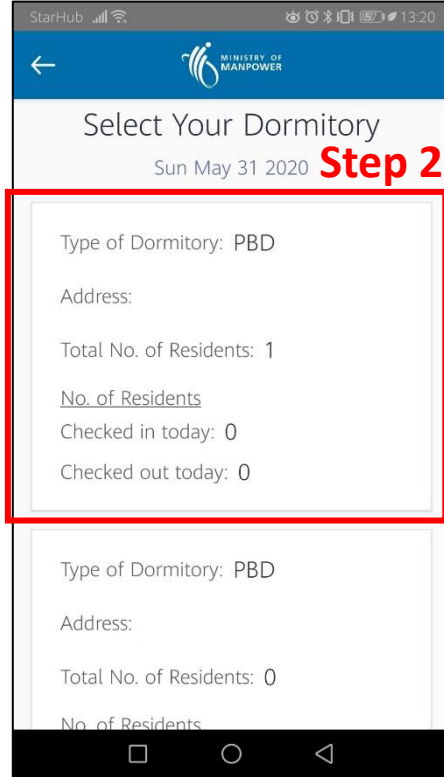 StarHub 57 13:20
MINISTRY OF
MANPOWER
Select Your Dormitory
Sun May 31 2020 Step 2
Type of Dormitory: PBD
Address:
Total No. of Residents: 1
No. of Residents
Checked in today: 0
Checked out today: 0
Type of Dormitory: PBD
Address:
Total No. of Residents: 0
No. of Residents